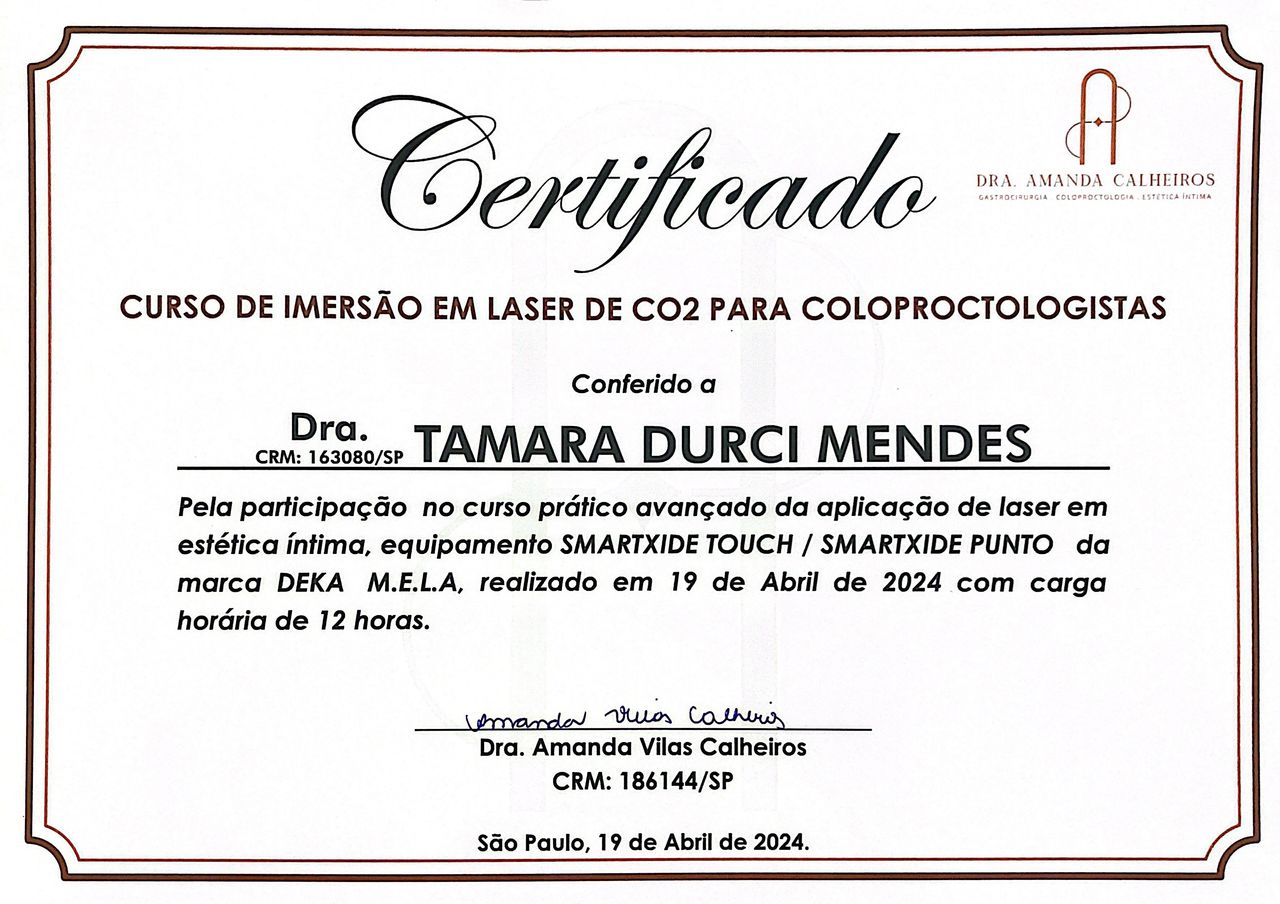 Certificado
DRA. AMANDA CALHEIROS
GASTROCIRURGIA . COLOPROCTOLOGIA . ESTÉTICA ÍNTIMA
CURSO DE IMERSÃO EM LASER DE CO2 PARA COLOPROCTOLOGISTAS
Conferido a
Dra. TAMARA DURCI MENDES
CRM: 163080/SP
Pela participação no curso prático avançado da aplicação de laser em
estética íntima, equipamento SMARTXIDE TOUCH / SMARTXIDE PUNTO da
marca DEKA M.E.L.A, realizado em 19 de Abril de 2024 com carga
horária de 12 horas.
Amanda Vilas Calheiros
Dra. Amanda Vilas Calheiros
CRM: 186144/SP
São Paulo, 19 de Abril de 2024.